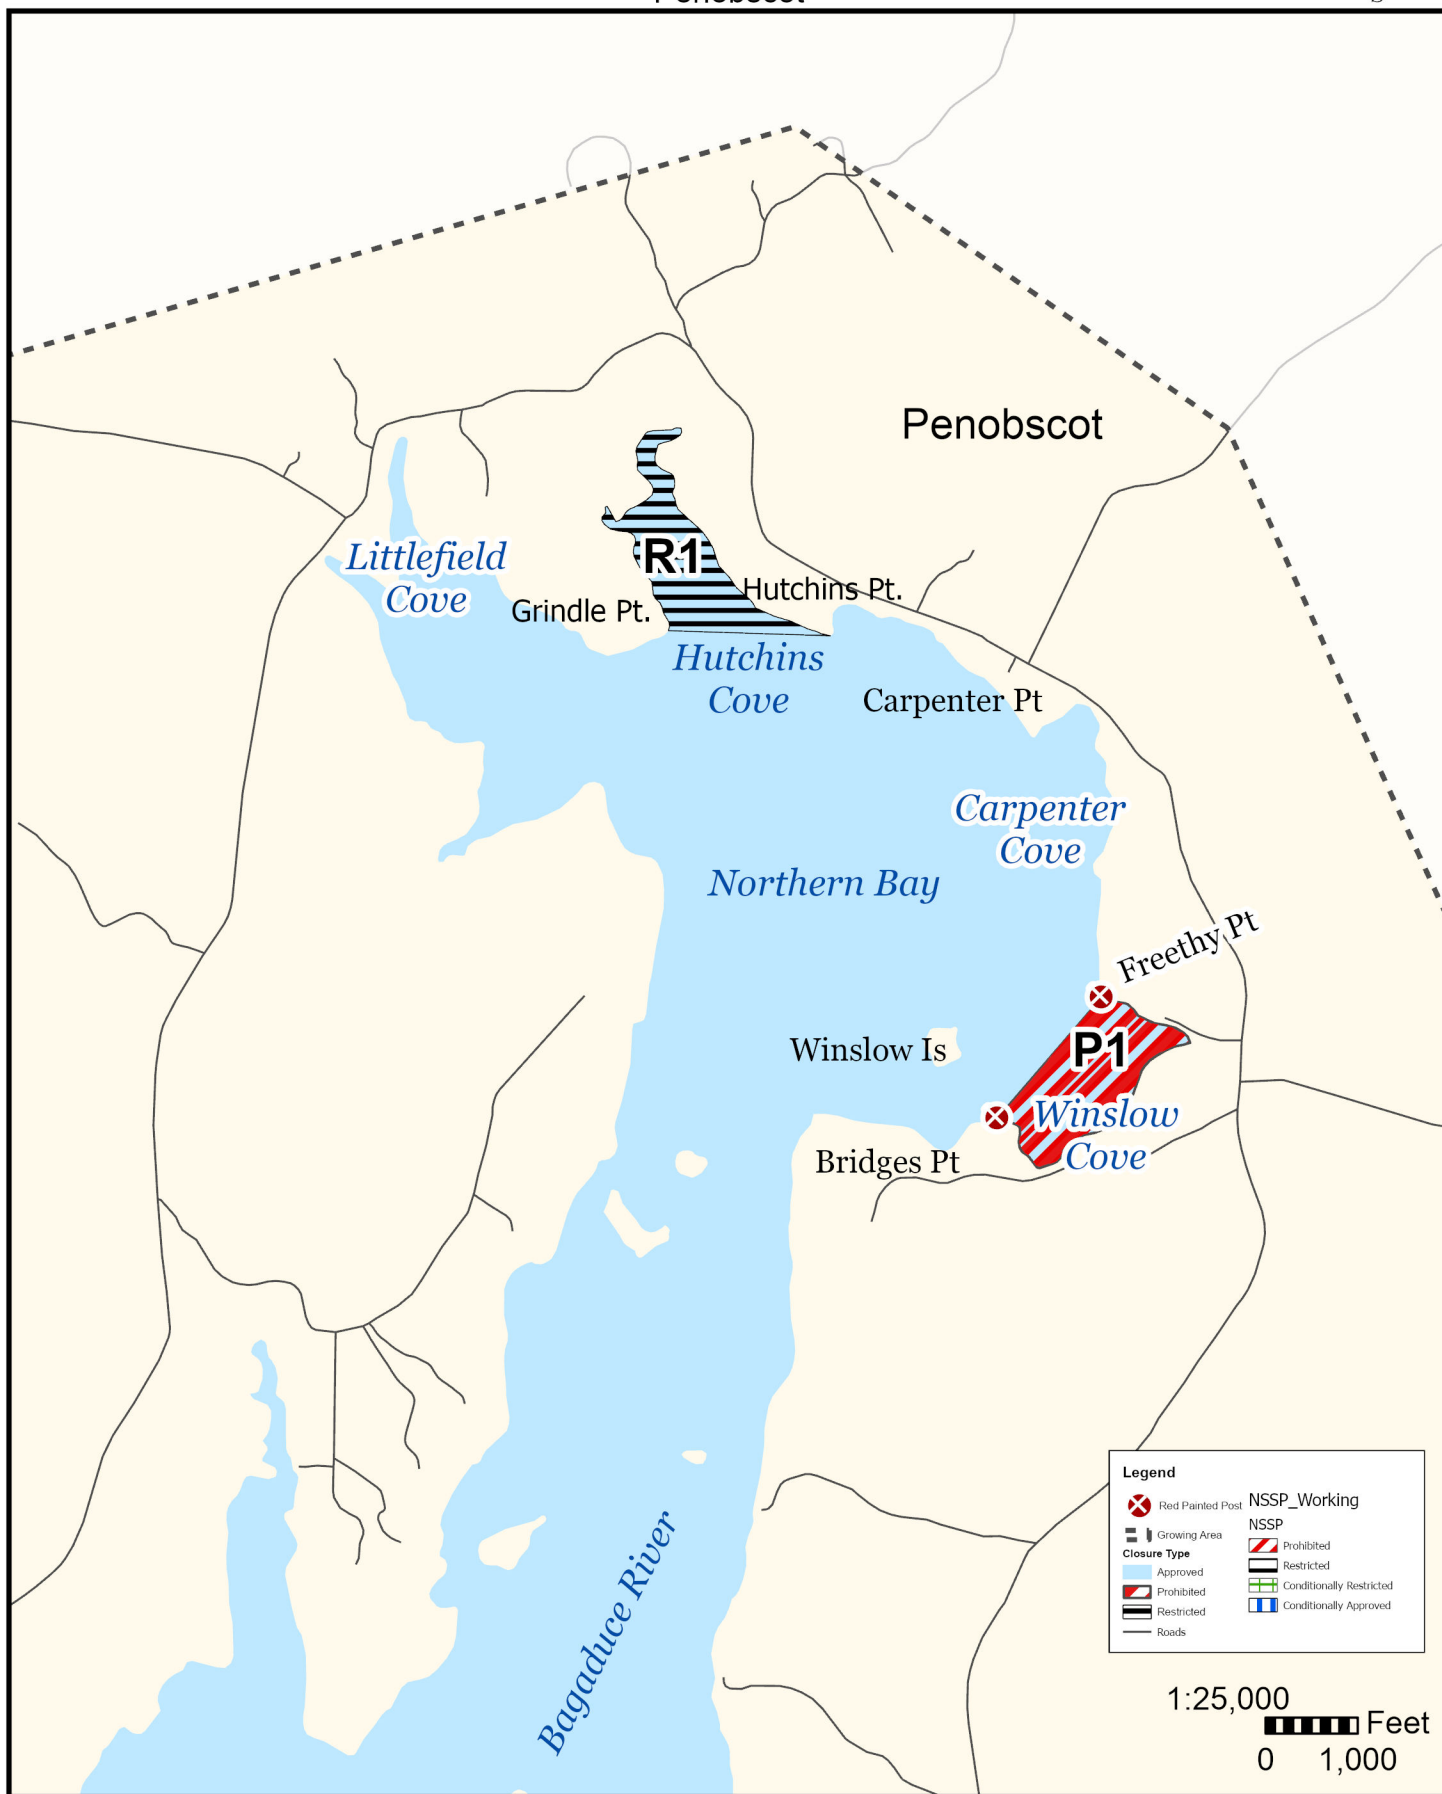 Penobscot
Penobscot
R1
Littlefield
Cove
Hutchins Pt.
Grindle Pt.
Hutchins
Cove
Carpenter Pt
Carpenter
Cove
Northern Bay
Freethy Pt
Winslow Is
P1
Winslow
Cove
Bridges Pt
Bagaduce River
Legend
Red Painted Post
Growing Area
Closure Type
Approved
Prohibited
Restricted
Roads
NSSP_Working
NSSP
Prohibited
Restricted
Conditionally Restricted
Conditionally Approved
1:25,000
Feet
0 1,000